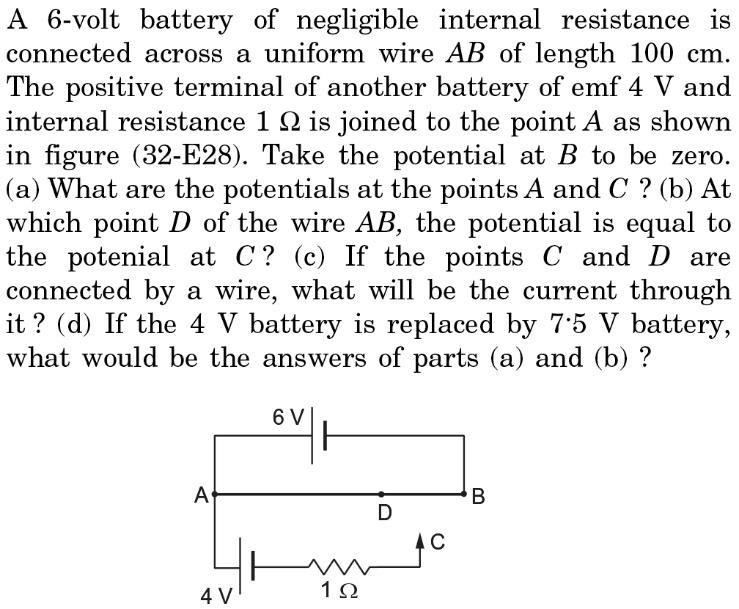 A 6-volt battery of negligible internal resistance is
connected across a uniform wire AB of length 100 cm.
The positive terminal of another battery of emf 4 V and
internal resistance 1 Ω is joined to the point A as shown
in figure (32-E28). Take the potential at B to be zero.
(a) What are the potentials at the points A and C ? (b) At
which point D of the wire AB, the potential is equal to
the potenial at C ? (c) If the points C and D are
connected by a wire, what will be the current through
it ? (d) If the 4 V battery is replaced by 7·5 V battery,
what would be the answers of parts (a) and (b) ?
6 V
A
B
D
C
4 V
1 Ω